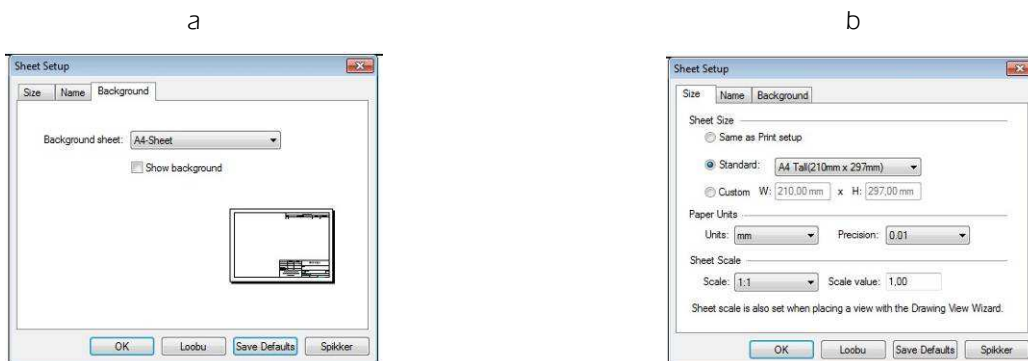 a
Sheet Setup
Size Name Background
Background sheet: A4-Sheet
Show background
OK Loobu Save Defaults Spikker
b
Sheet Setup
Size Name Background
Sheet Size
Same as Print setup
Standard: A4 Tall(210mm x 297mm)
Custom W: 210,00 mm x H: 297,00 mm
Paper Units
Units: mm Precision: 0.01
Sheet Scale
Scale: 1:1 Scale value: 1,00
Sheet scale is also set when placing a view with the Drawing View Wizard.
OK Loobu Save Defaults Spikker